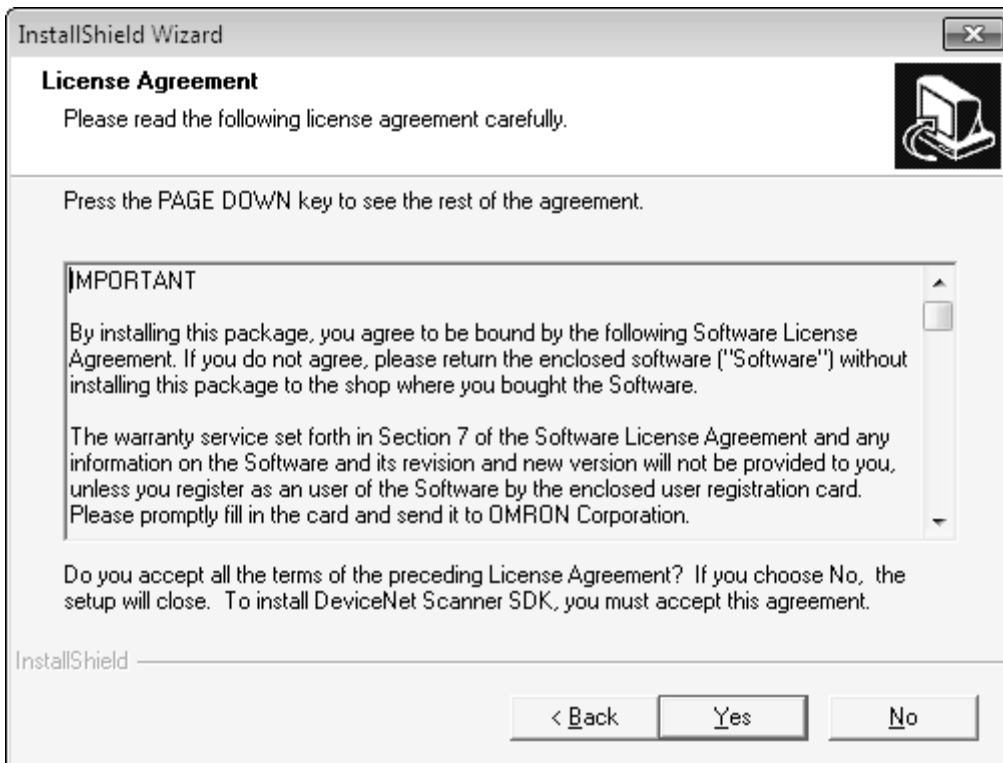 InstallShield Wizard
License Agreement
Please read the following license agreement carefully.
Press the PAGE DOWN key to see the rest of the agreement.
IMPORTANT
By installing this package, you agree to be bound by the following Software License
Agreement. If you do not agree, please return the enclosed software ("Software") without
installing this package to the shop where you bought the Software.
The warranty service set forth in Section 7 of the Software License Agreement and any
information on the Software and its revision and new version will not be provided to you,
unless you register as an user of the Software by the enclosed user registration card.
Please promptly fill in the card and send it to OMRON Corporation.
Do you accept all the terms of the preceding License Agreement?  If you choose No,  the
setup will close.  To install DeviceNet Scanner SDK, you must accept this agreement.
InstallShield
< Back
Yes
No